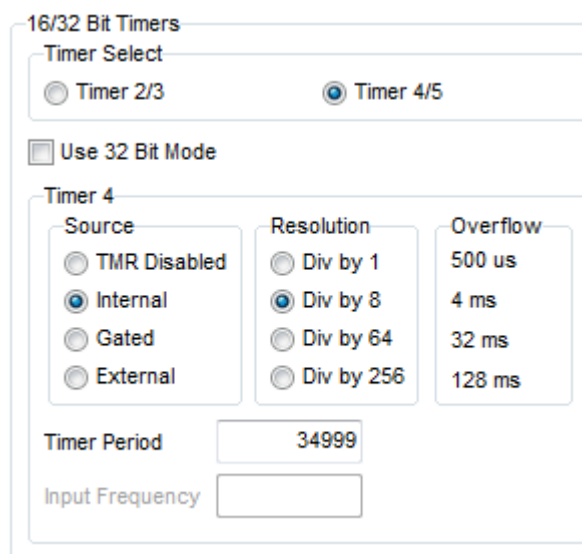 16/32 Bit Timers
Timer Select
Timer 2/3 Timer 4/5
Use 32 Bit Mode
Timer 4
Source Resolution Overflow
TMR Disabled Div by 1 500 us
Internal Div by 8 4 ms
Gated Div by 64 32 ms
External Div by 256 128 ms
Timer Period 34999
Input Frequency